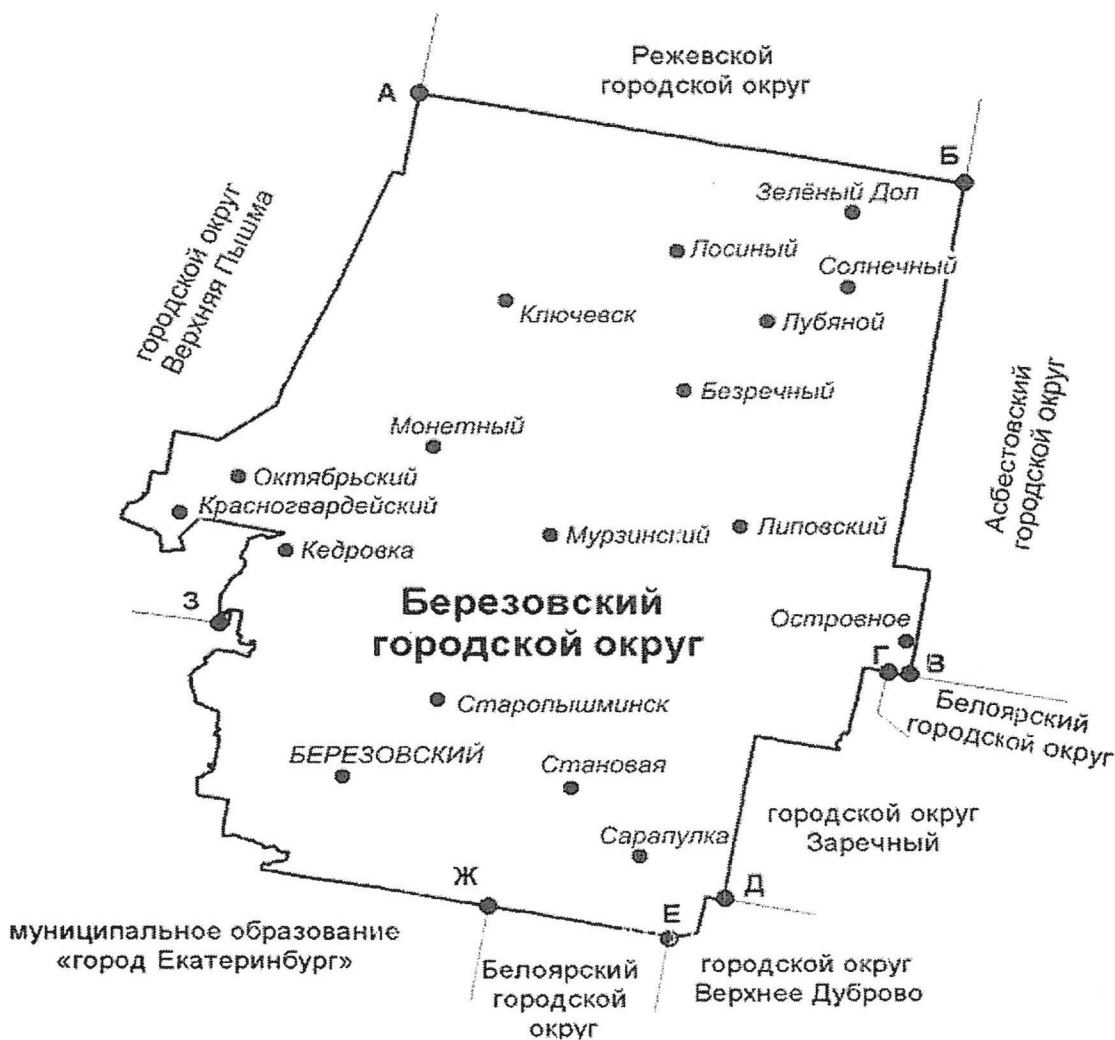 Режевской
городской округ
А
Б
Зелёный Дол
городской округ
Верхняя Пышма
Лосиный
Солнечный
Ключевск
Лубяной
Безречный
Асбестовский
городской округ
Монетный
Октябрьский
Красногвардейский
Мурзинский
Липовский
Кедровка
З
Березовский
городской округ
Островное
Г
В
Белоярский
городской округ
Старопышминск
БЕРЕЗОВСКИЙ
Становая
городской округ
Заречный
Сарапулка
Ж
Е
Д
муниципальное образование
«город Екатеринбург»
Белоярский
городской
округ
городской округ
Верхнее Дуброво